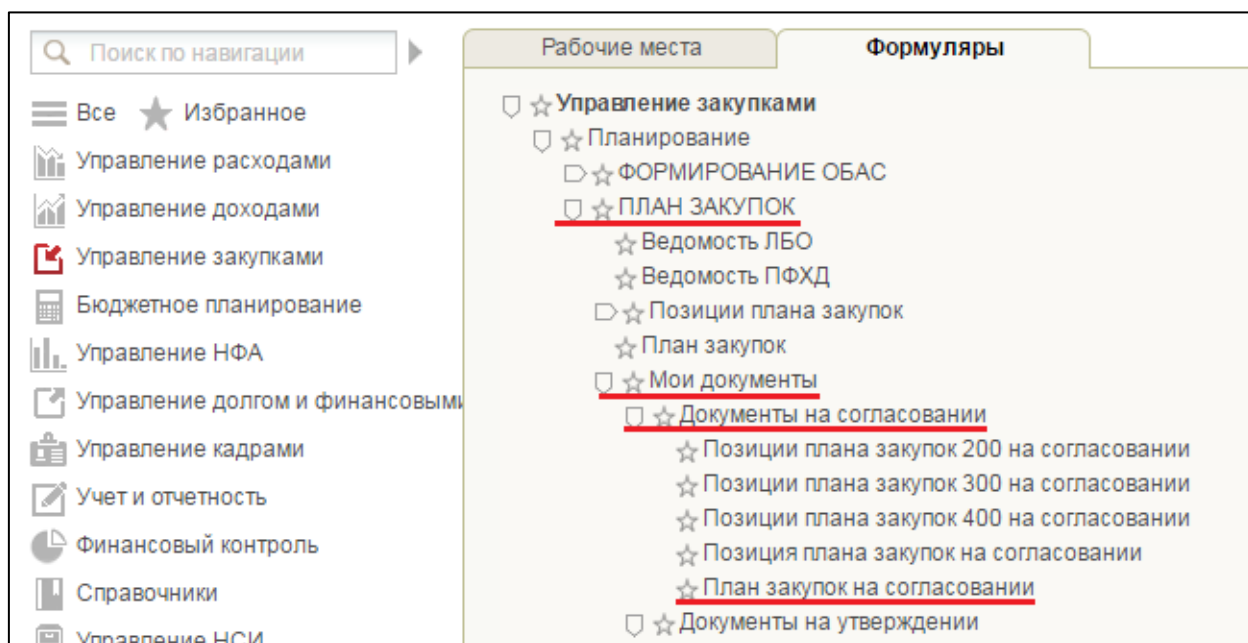 Поиск по навигации
Все Избранное
Управление расходами
Управление доходами
Управление закупками
Бюджетное планирование
Управление НФА
Управление долгом и финансовыми
Управление кадрами
Учет и отчетность
Финансовый контроль
Справочники
Управление НСИ
Рабочие места Формуляры
Управление закупками
Планирование
ФОРМИРОВАНИЕ ОБАС
ПЛАН ЗАКУПОК
Ведомость ЛБО
Ведомость ПФХД
Позиции плана закупок
План закупок
Мои документы
Документы на согласовании
Позиции плана закупок 200 на согласовании
Позиции плана закупок 300 на согласовании
Позиции плана закупок 400 на согласовании
Позиция плана закупок на согласовании
План закупок на согласовании
Документы на утверждении